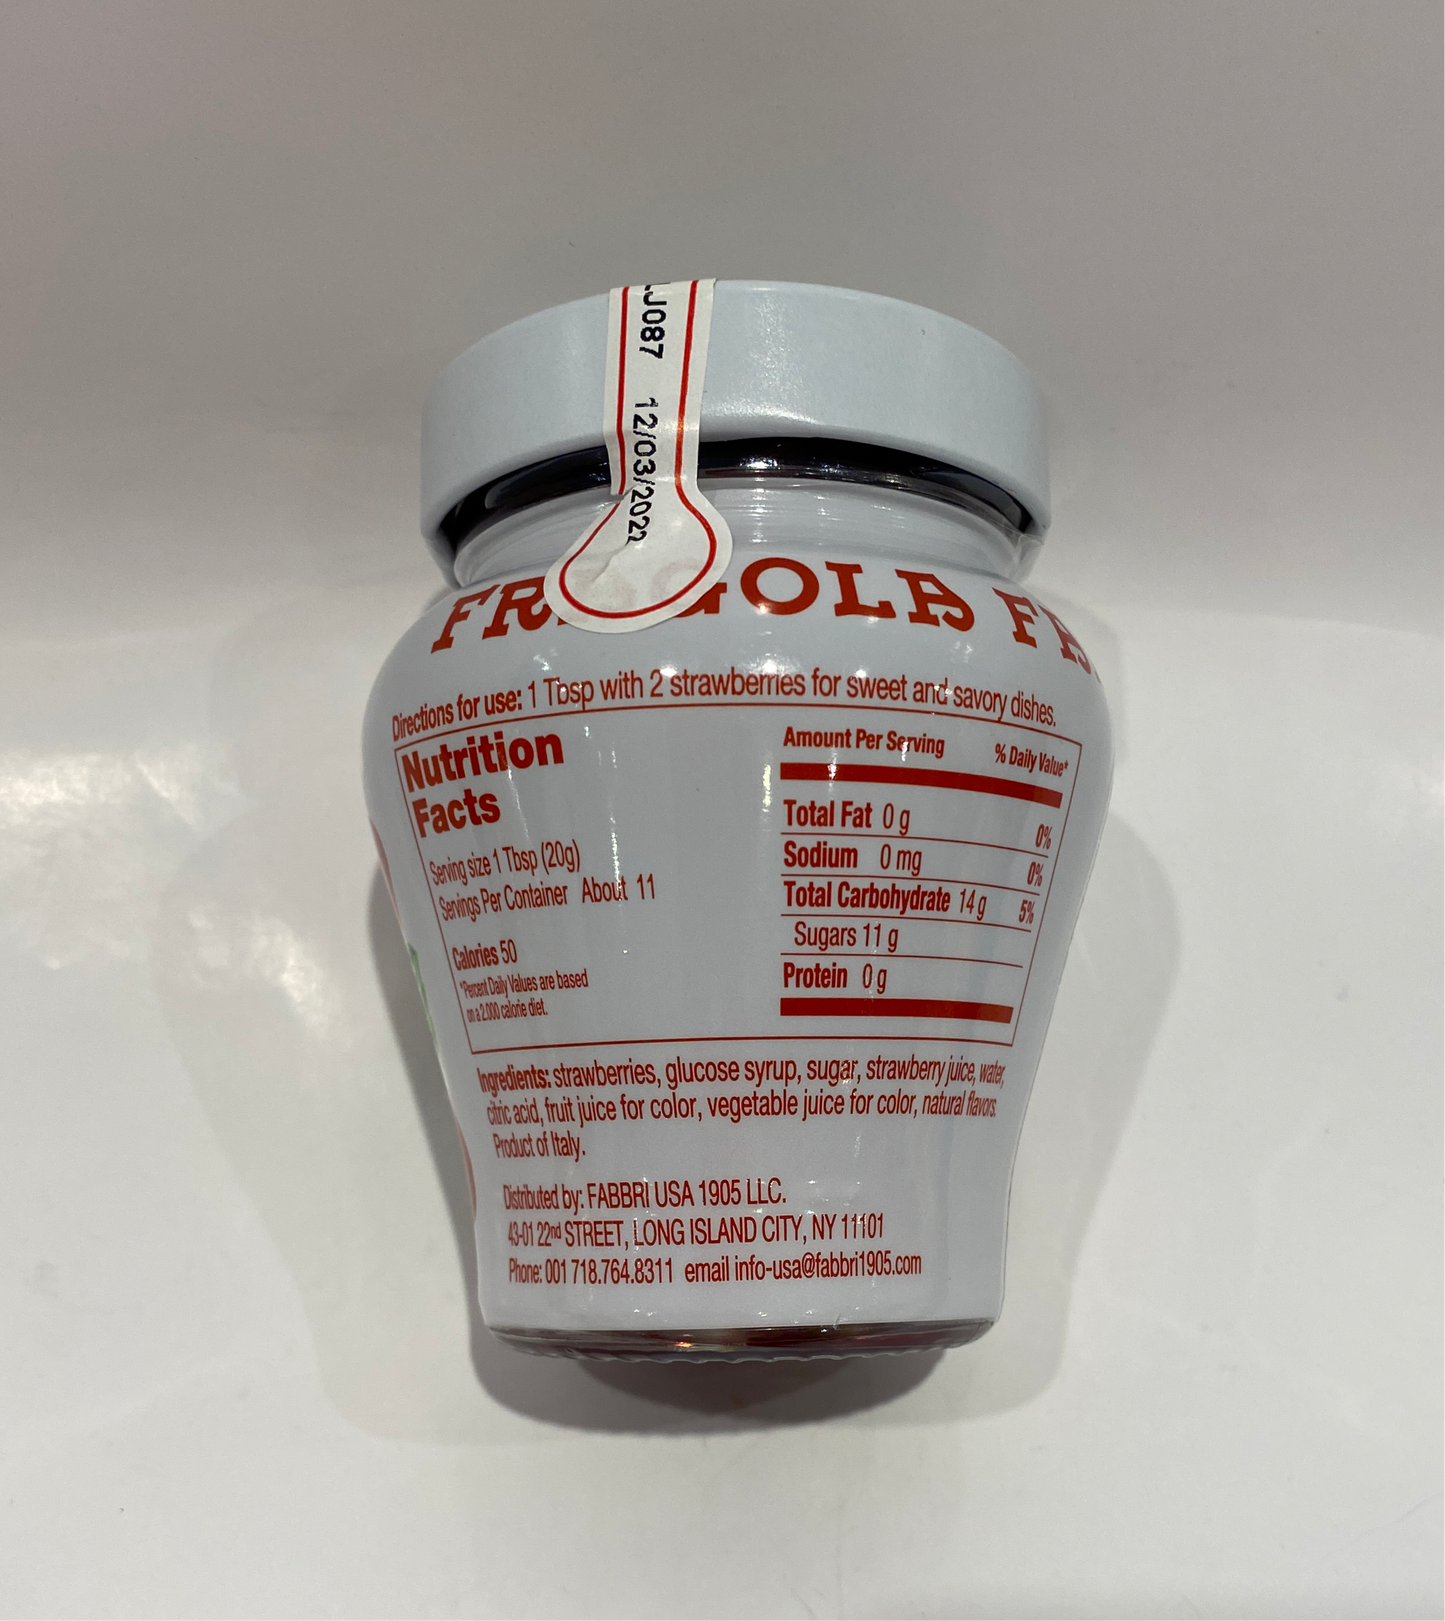 LJ087 12/03/2022
FRAGOLA
Directions for use: 1 Tbsp with 2 strawberries for sweet and savory dishes.
Nutrition
Facts
Serving size 1 Tbsp (20g)
Servings Per Container About 11
Calories 50
*Percent Daily Values are based
on a 2,000 calorie diet.
Amount Per Serving % Daily Value*
Total Fat 0 g 0%
Sodium 0 mg 0%
Total Carbohydrate 14 g 5%
Sugars 11 g
Protein 0 g
Ingredients: strawberries, glucose syrup, sugar, strawberry juice, water,
citric acid, fruit juice for color, vegetable juice for color, natural flavors.
Product of Italy.
Distributed by: FABBRI USA 1905 LLC.
43-01 22nd STREET, LONG ISLAND CITY, NY 11101
Phone: 001 718.764.8311 email info-usa@fabbri1905.com